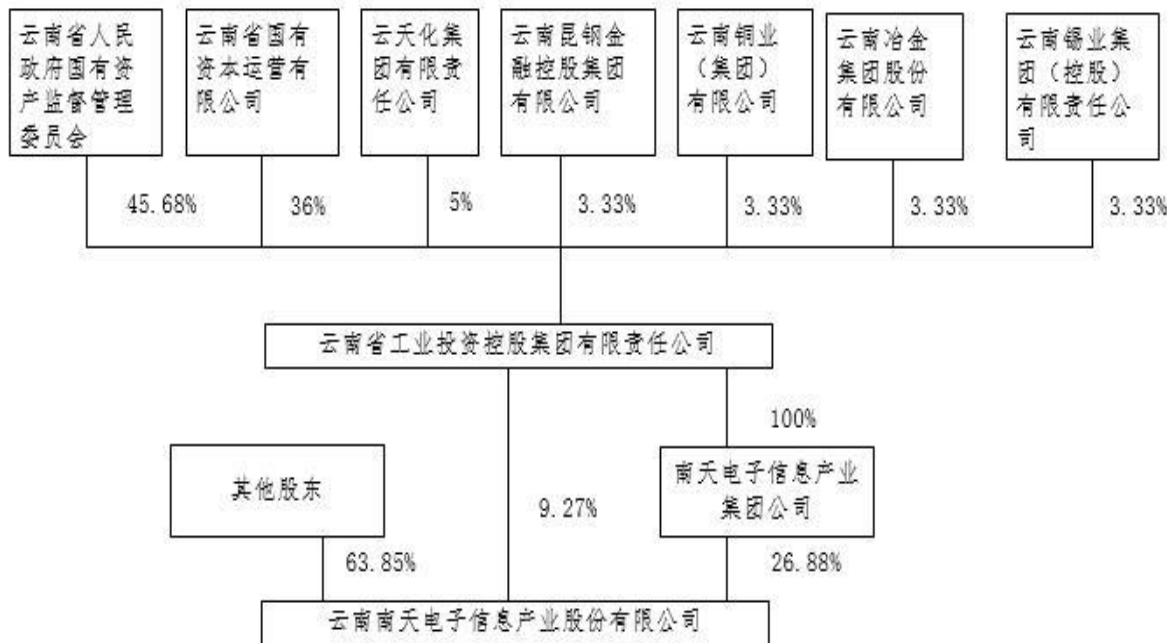 云南省人民
政府国有资
产监督管理
委员会
云南省国有
资本运营有
限公司
云天化集
团有限责
任公司
云南昆钢金
融控股集团
有限公司
云南铜业
（集团）
有限公司
云南冶金
集团股份
有限公司
云南锡业集
团（控股）
有限责任公
司
45.68%
36%
5%
3.33%
3.33%
3.33%
3.33%
云南省工业投资控股集团有限责任公司
100%
其他股东
9.27%
南天电子信息产业
集团公司
63.85%
26.88%
云南南天电子信息产业股份有限公司